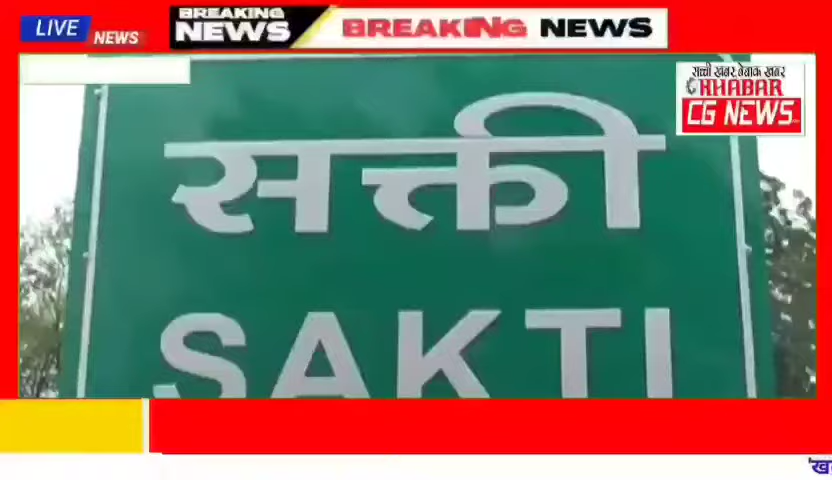 LIVE NEWS
BREAKING
NEWS
BREAKING NEWS
सच्ची खबर, बेबाक खबर
KHABAR
CG NEWS
सक्ती
SAKTI